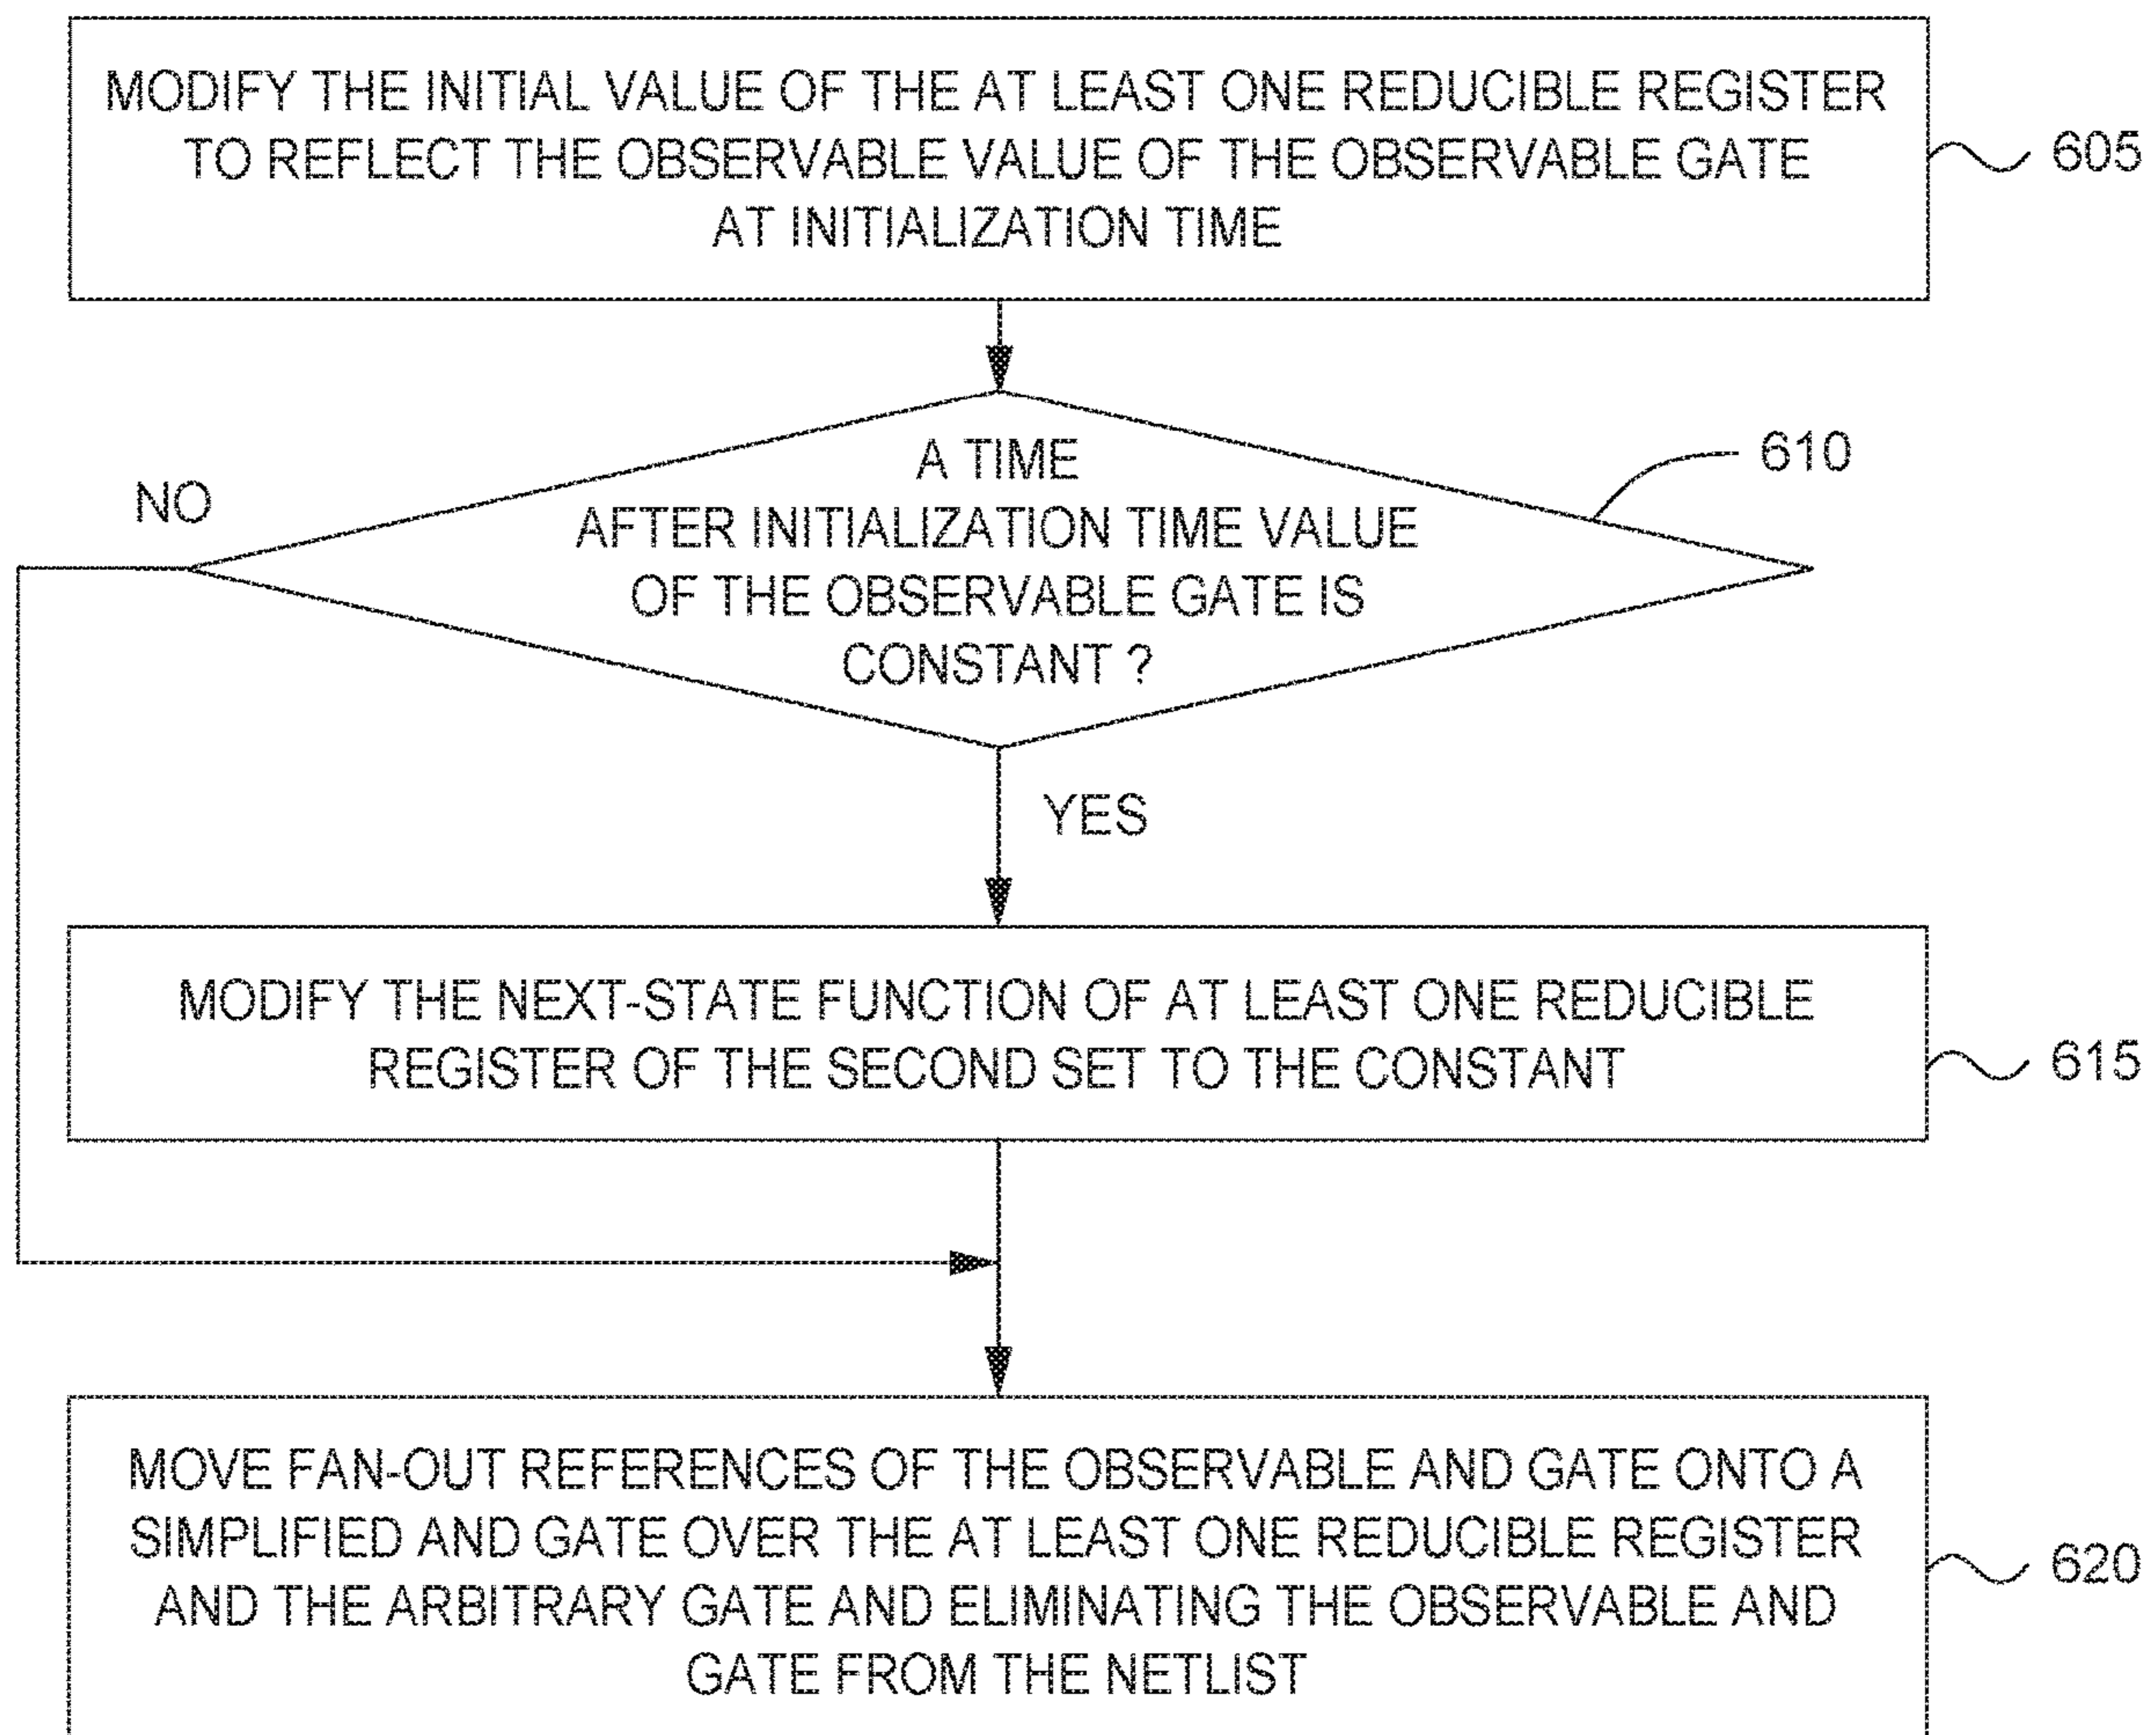 MODIFY THE INITIAL VALUE OF THE AT LEAST ONE REDUCIBLE REGISTER
TO REFLECT THE OBSERVABLE VALUE OF THE OBSERVABLE GATE
AT INITIALIZATION TIME
605
A TIME
AFTER INITIALIZATION TIME VALUE
OF THE OBSERVABLE GATE IS
CONSTANT ?
610
NO
YES
MODIFY THE NEXT-STATE FUNCTION OF AT LEAST ONE REDUCIBLE
REGISTER OF THE SECOND SET TO THE CONSTANT
615
MOVE FAN-OUT REFERENCES OF THE OBSERVABLE AND GATE ONTO A
SIMPLIFIED AND GATE OVER THE AT LEAST ONE REDUCIBLE REGISTER
AND THE ARBITRARY GATE AND ELIMINATING THE OBSERVABLE AND
GATE FROM THE NETLIST
620